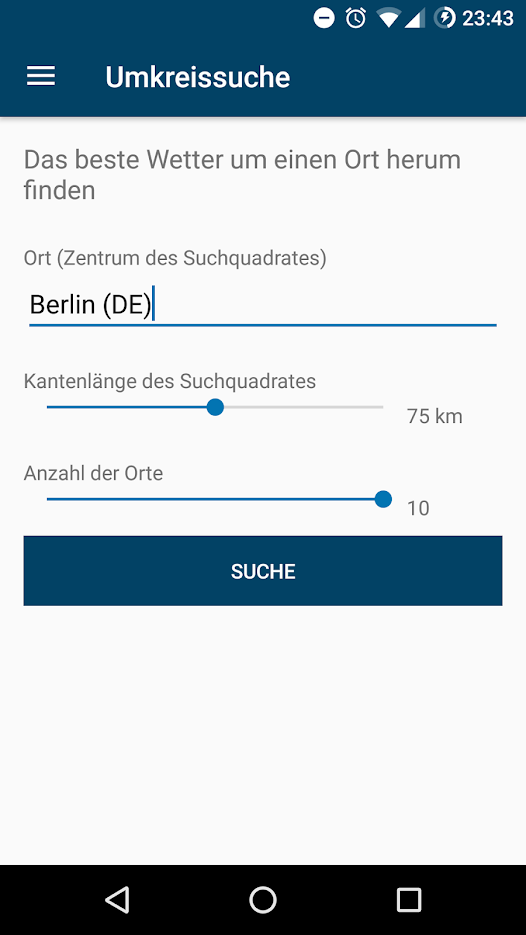 23:43
Umkreissuche
Das beste Wetter um einen Ort herum
finden
Ort (Zentrum des Suchquadrates)
Berlin (DE)
Kantenlänge des Suchquadrates
75 km
Anzahl der Orte
10
SUCHE